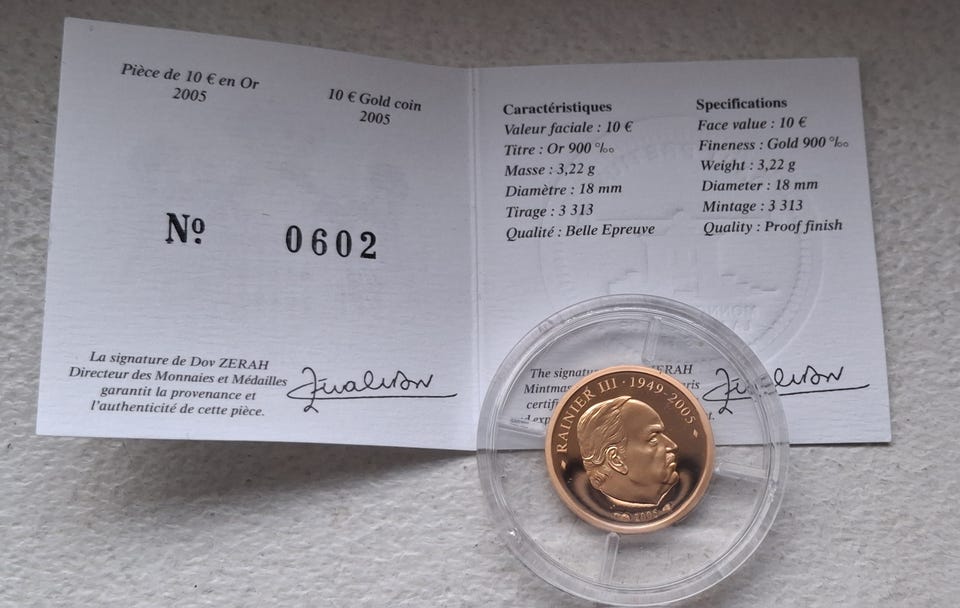 Pièce de 10 € en Or
2005
10 € Gold coin
2005
Nº 0602
La signature de Dov ZERAH
Directeur des Monnaies et Médailles
garantit la provenance et
l'authenticité de cette pièce.
Caractéristiques
Valeur faciale : 10 €
Titre : Or 900 ‰
Masse : 3,22 g
Diamètre : 18 mm
Tirage : 3 313
Qualité : Belle Epreuve
Specifications
Face value : 10 €
Fineness : Gold 900 ‰
Weight : 3,22 g
Diameter : 18 mm
Mintage : 3 313
Quality : Proof finish
The ZERAH
RAINIER III · 1949-2005